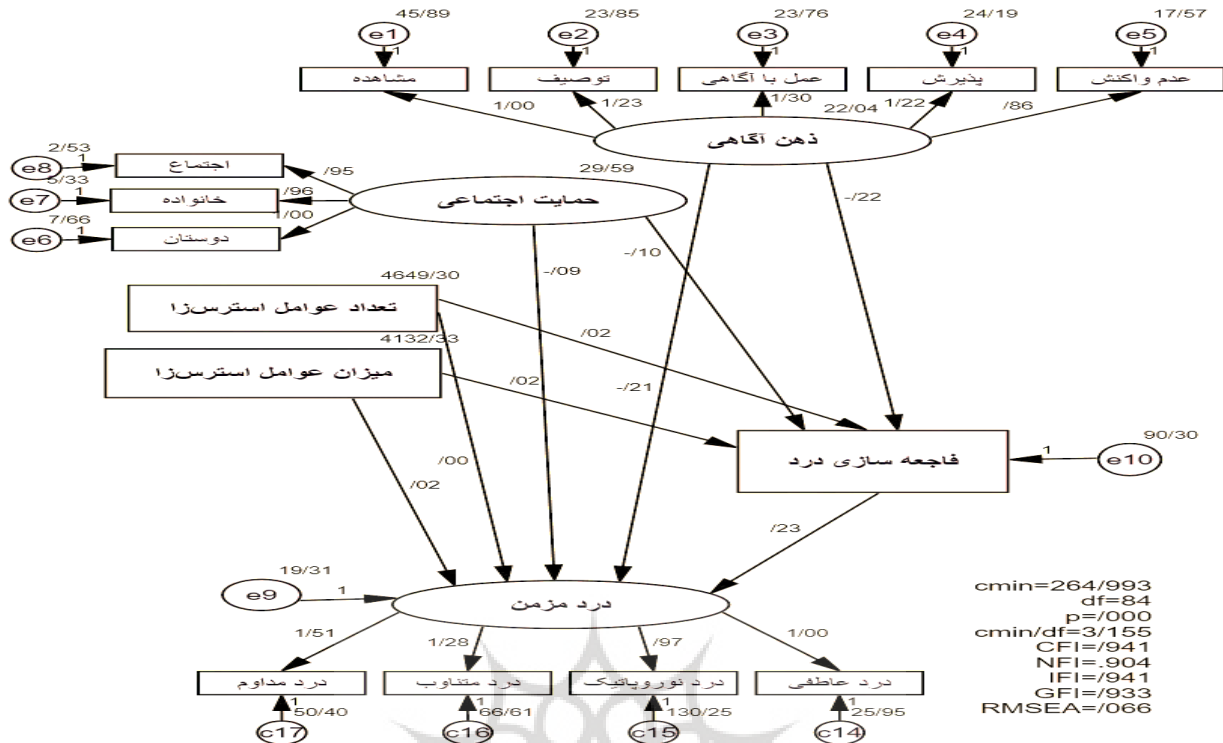 45/89 23/85 23/76 24/19 17/57
e1 e2 e3 e4 e5
1 1 1 1 1
مشاهده توصیف عمل با آگاهی پذیرش عدم واکنش
1/00 1/23 1/30 1/22 /86
22/04
ذهن آگاهی
2/53
e8 1 اجتماع /95
5/33
e7 1 خانواده /96
7/66
e6 1 دوستان 1/00
29/59
حمایت اجتماعی
-/22
-/10
-/09
4649/30
تعداد عوامل استرس‌زا
/02
4132/33
میزان عوامل استرس‌زا
/02
-/21
فاجعه سازی درد
90/30
1 e10
/00
/02
/23
19/31
e9 1
درد مزمن
1/51 1/28 /97 1/00
درد مداوم درد متناوب درد نوروپاتیک درد عاطفی
1 1 1 1
50/40 66/61 130/25 25/95
c17 c16 c15 c14
cmin=264/993
df=84
p=/000
cmin/df=3/155
CFI=/941
NFI=.904
IFI=/941
GFI=/933
RMSEA=/066